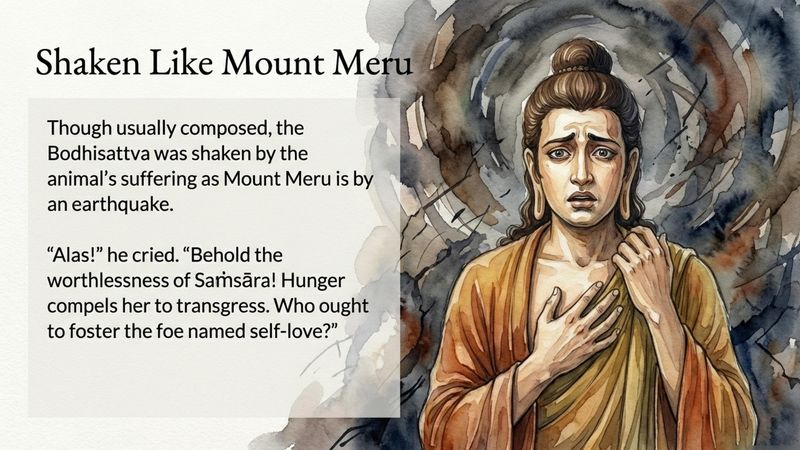 Shaken Like Mount Meru
Though usually composed, the
Bodhisattva was shaken by the
animal’s suffering as Mount Meru is by
an earthquake.
“Alas!” he cried. “Behold the
worthlessness of Saṁsāra! Hunger
compels her to transgress. Who ought
to foster the foe named self-love?”